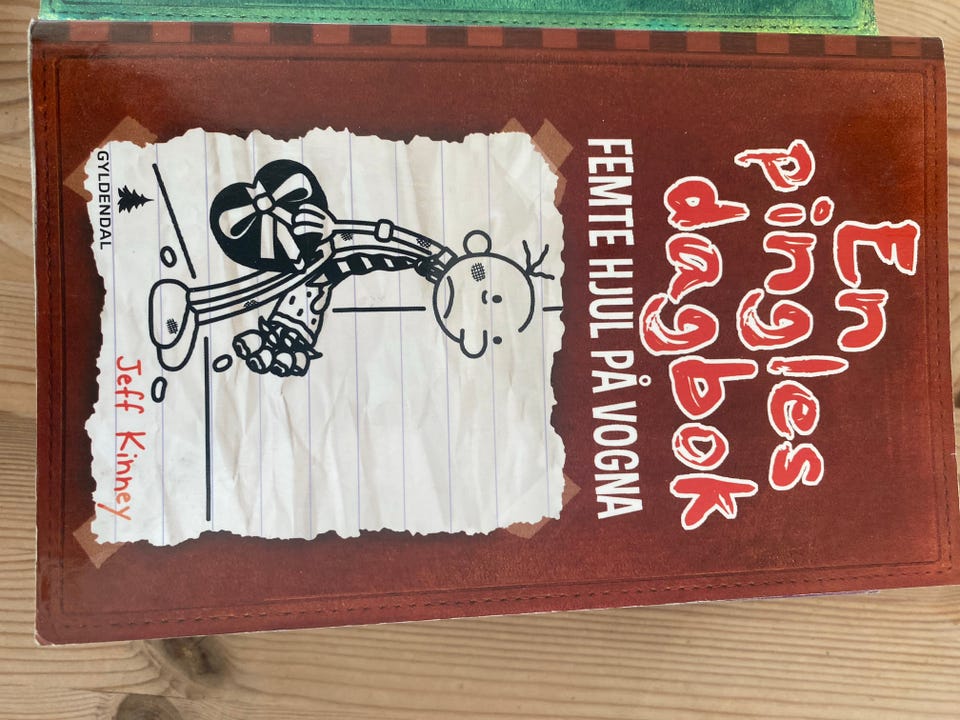 En
pingles
dagbok
FEMTE HJUL PÅ VOGNA
Jeff Kinney
GYLDENDAL